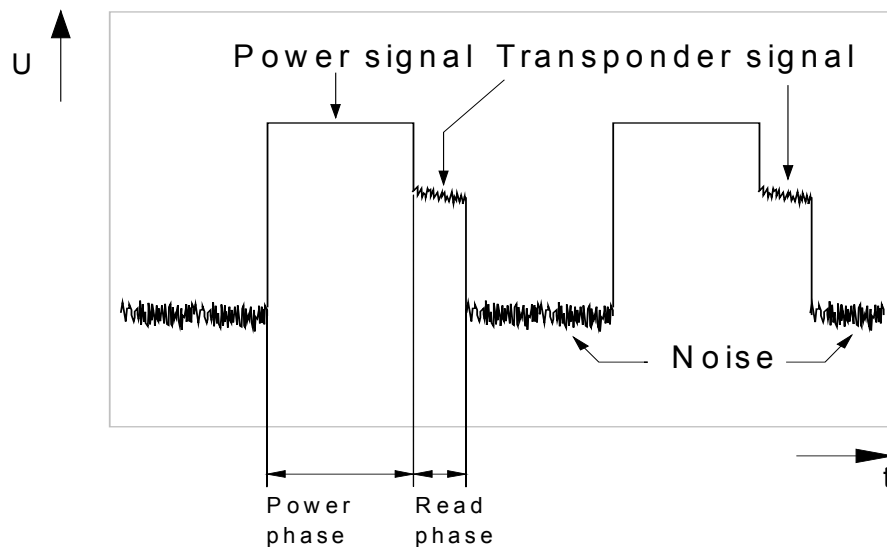 U
Power signal
Transponder signal
Noise
t
Power
phase
Read
phase